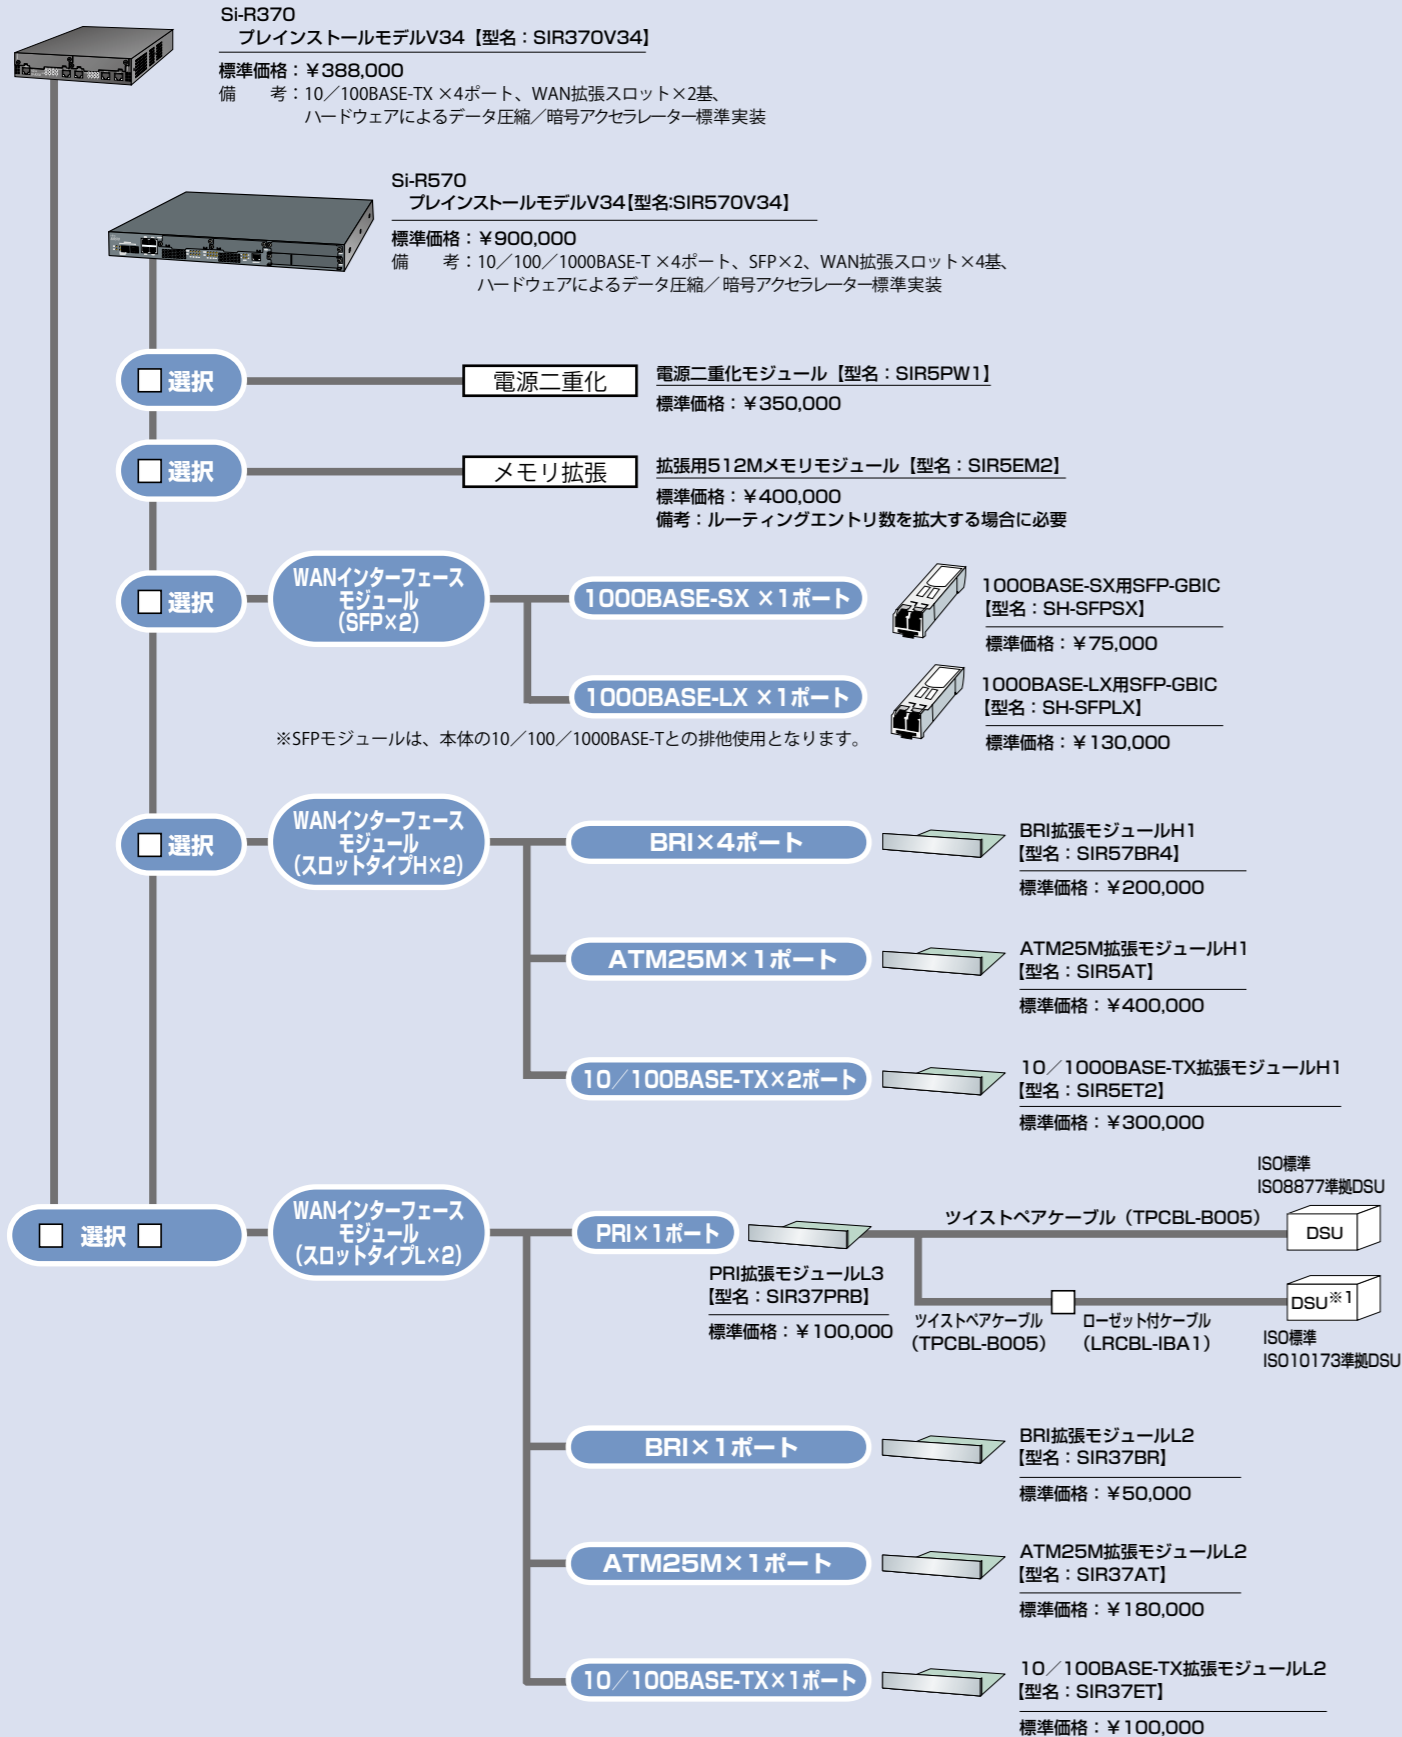 Si-R370
プレインストールモデルV34【型名：SIR370V34】
標準価格：￥388,000
備　　考：10／100BASE-TX ×4ポート、WAN拡張スロット×2基、
ハードウェアによるデータ圧縮／暗号アクセラレーター標準実装
Si-R570
プレインストールモデルV34【型名:SIR570V34】
標準価格：￥900,000
備　　考：10／100／1000BASE-T ×4ポート、SFP×2、WAN拡張スロット×4基、
ハードウェアによるデータ圧縮／暗号アクセラレーター標準実装
選択
電源二重化
電源二重化モジュール【型名：SIR5PW1】
標準価格：￥350,000
選択
メモリ拡張
拡張用512Mメモリモジュール【型名：SIR5EM2】
標準価格：￥400,000
備考：ルーティングエントリ数を拡大する場合に必要
選択
WANインターフェース
モジュール
(SFP×2)
1000BASE-SX ×1ポート
1000BASE-SX用SFP-GBIC
【型名：SH-SFPSX】
標準価格：￥75,000
1000BASE-LX ×1ポート
1000BASE-LX用SFP-GBIC
【型名：SH-SFPLX】
標準価格：￥130,000
※SFPモジュールは、本体の10／100／1000BASE-Tとの排他使用となります。
選択
WANインターフェース
モジュール
(スロットタイプH×2)
BRI×4ポート
BRI拡張モジュールH1
【型名：SIR57BR4】
標準価格：￥200,000
ATM25M×1ポート
ATM25M拡張モジュールH1
【型名：SIR5AT】
標準価格：￥400,000
10／100BASE-TX×2ポート
10／1000BASE-TX拡張モジュールH1
【型名：SIR5ET2】
標準価格：￥300,000
選択
WANインターフェース
モジュール
(スロットタイプL×2)
PRI×1ポート
PRI拡張モジュールL3
【型名：SIR37PRB】
標準価格：￥100,000
ツイストペアケーブル（TPCBL-B005）
ISO標準
ISO8877準拠DSU
DSU
ツイストペアケーブル
（TPCBL-B005）
ローゼット付ケーブル
（LRCBL-IBA1）
DSU※1
ISO標準
ISO10173準拠DSU
BRI×1ポート
BRI拡張モジュールL2
【型名：SIR37BR】
標準価格：￥50,000
ATM25M×1ポート
ATM25M拡張モジュールL2
【型名：SIR37AT】
標準価格：￥180,000
10／100BASE-TX×1ポート
10／100BASE-TX拡張モジュールL2
【型名：SIR37ET】
標準価格：￥100,000